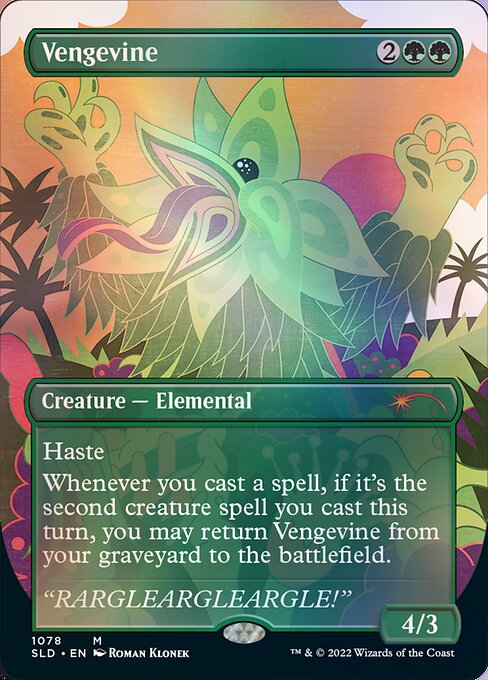 Vengevine 2
Creature — Elemental
Haste
Whenever you cast a spell, if it's the
second creature spell you cast this
turn, you may return Vengevine from
your graveyard to the battlefield.
“RARGLEARGLEARGLE!”
4/3
1078 M
SLD • EN Roman Klonek
™ & © 2022 Wizards of the Coast